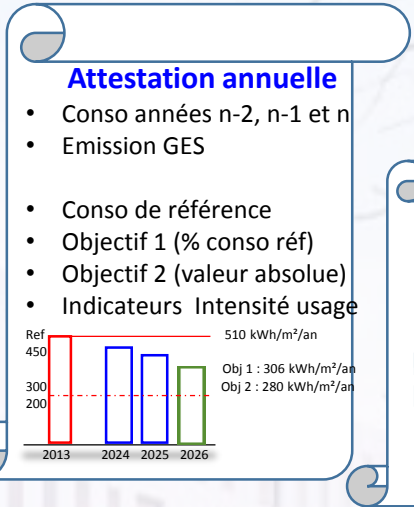 Attestation annuelle
• Conso années n-2, n-1 et n
• Emission GES
• Conso de référence
• Objectif 1 (% conso réf)
• Objectif 2 (valeur absolue)
• Indicateurs Intensité usage
Ref
510 kWh/m²/an
450
Obj 1 : 306 kWh/m²/an
300
Obj 2 : 280 kWh/m²/an
200
2013 2024 2025 2026